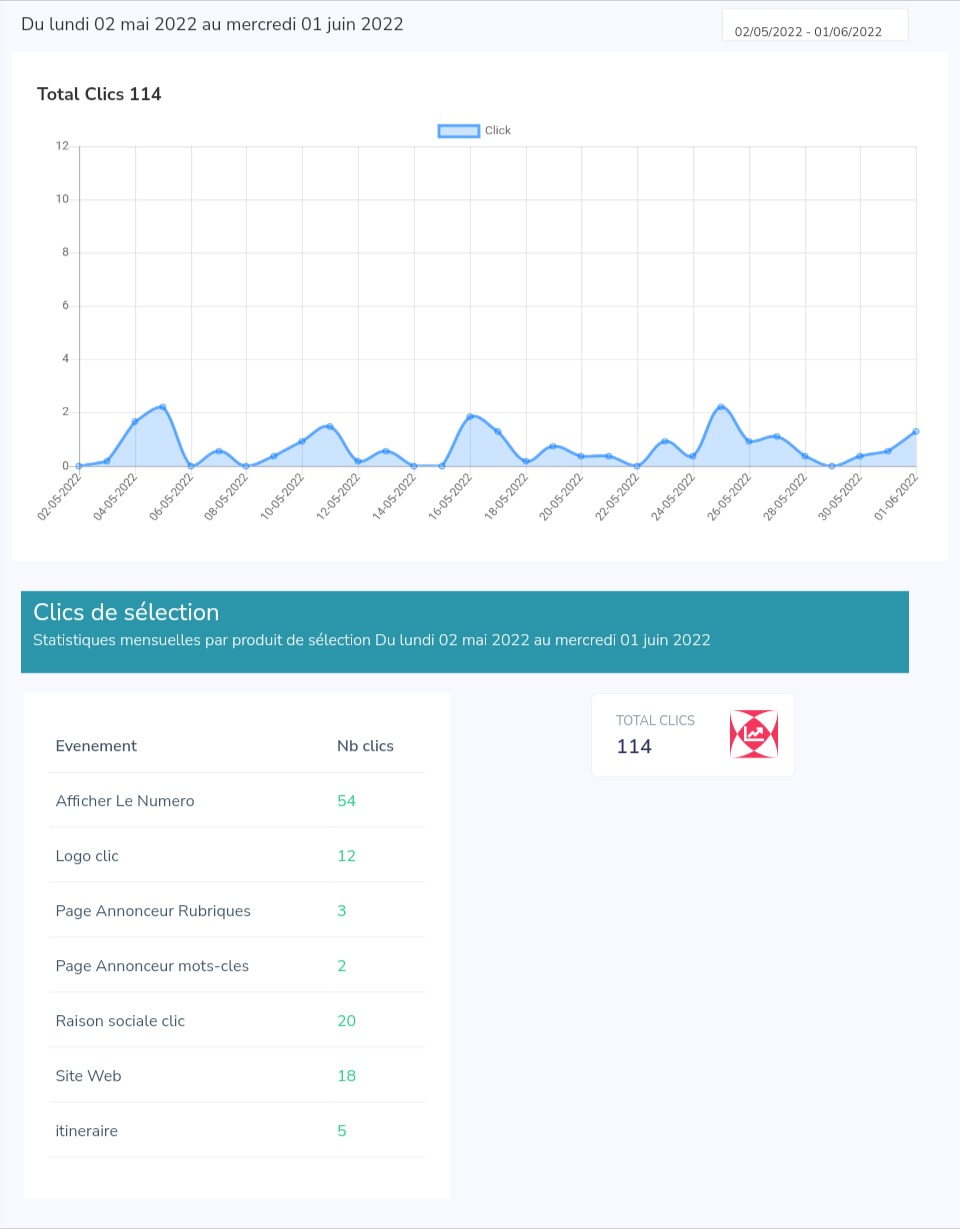 Du lundi 02 mai 2022 au mercredi 01 juin 2022
02/05/2022 - 01/06/2022
Total Clics 114
Click
12
10
8
6
4
2
0
02-05-2022
04-05-2022
06-05-2022
08-05-2022
10-05-2022
12-05-2022
14-05-2022
16-05-2022
18-05-2022
20-05-2022
22-05-2022
24-05-2022
26-05-2022
28-05-2022
30-05-2022
01-06-2022
Clics de sélection
Statistiques mensuelles par produit de sélection Du lundi 02 mai 2022 au mercredi 01 juin 2022
TOTAL CLICS
114
Evenement Nb clics
Afficher Le Numero 54
Logo clic 12
Page Annonceur Rubriques 3
Page Annonceur mots-cles 2
Raison sociale clic 20
Site Web 18
itineraire 5